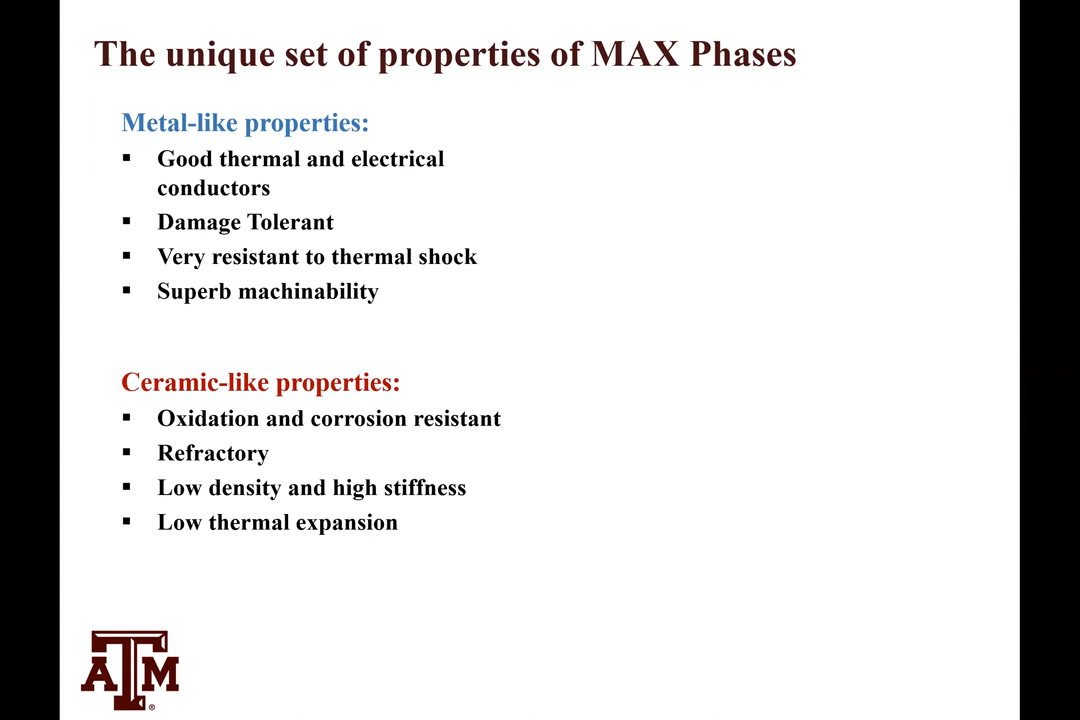 The unique set of properties of MAX Phases
Metal-like properties:
▪ Good thermal and electrical
conductors
▪ Damage Tolerant
▪ Very resistant to thermal shock
▪ Superb machinability
Ceramic-like properties:
▪ Oxidation and corrosion resistant
▪ Refractory
▪ Low density and high stiffness
▪ Low thermal expansion
ATM®